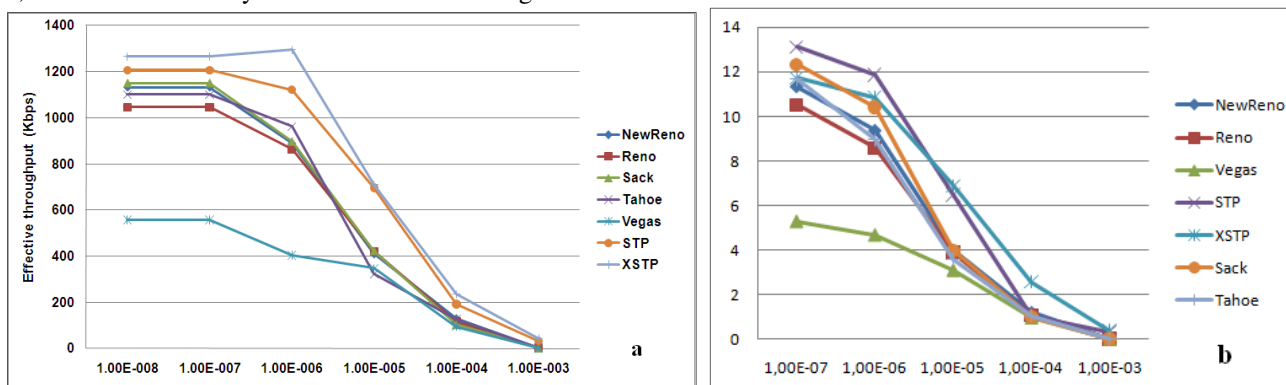 1400
1200
1000
800
600
400
200
0
Effective throughput (Kbps)
1.00E-008 1.00E-007 1.00E-006 1.00E-005 1.00E-004 1.00E-003
NewReno
Reno
Sack
Tahoe
Vegas
STP
XSTP
a
14
12
10
8
6
4
2
0
1,00E-07 1,00E-06 1,00E-05 1,00E-04 1,00E-03
NewReno
Reno
Vegas
STP
XSTP
Sack
Tahoe
b